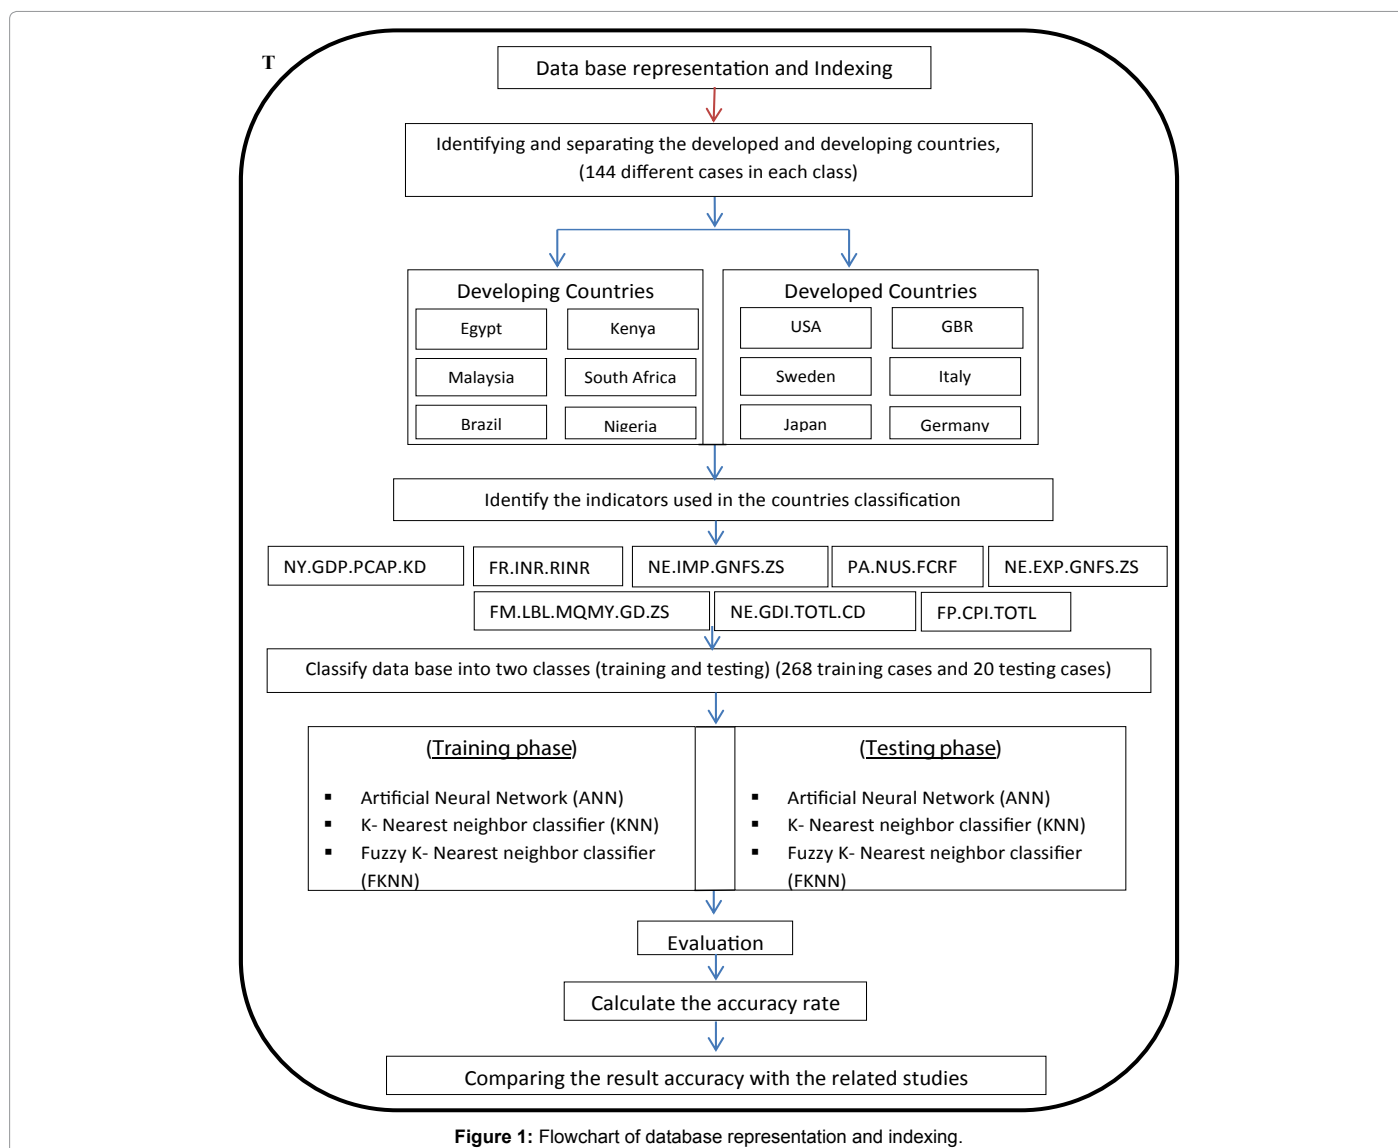 T
Data base representation and Indexing
Identifying and separating the developed and developing countries,
(144 different cases in each class)
Developing Countries
Egypt
Kenya
Malaysia
South Africa
Brazil
Nigeria
Developed Countries
USA
GBR
Sweden
Italy
Japan
Germany
Identify the indicators used in the countries classification
NY.GDP.PCAP.KD
FR.INR.RINR
NE.IMP.GNFS.ZS
PA.NUS.FCRF
NE.EXP.GNFS.ZS
FM.LBL.MQMY.GD.ZS
NE.GDI.TOTL.CD
FP.CPI.TOTL
Classify data base into two classes (training and testing) (268 training cases and 20 testing cases)
(Training phase)
▪ Artificial Neural Network (ANN)
▪ K- Nearest neighbor classifier (KNN)
▪ Fuzzy K- Nearest neighbor classifier
(FKNN)
(Testing phase)
▪ Artificial Neural Network (ANN)
▪ K- Nearest neighbor classifier (KNN)
▪ Fuzzy K- Nearest neighbor classifier
(FKNN)
Evaluation
Calculate the accuracy rate
Comparing the result accuracy with the related studies
Figure 1: Flowchart of database representation and indexing.